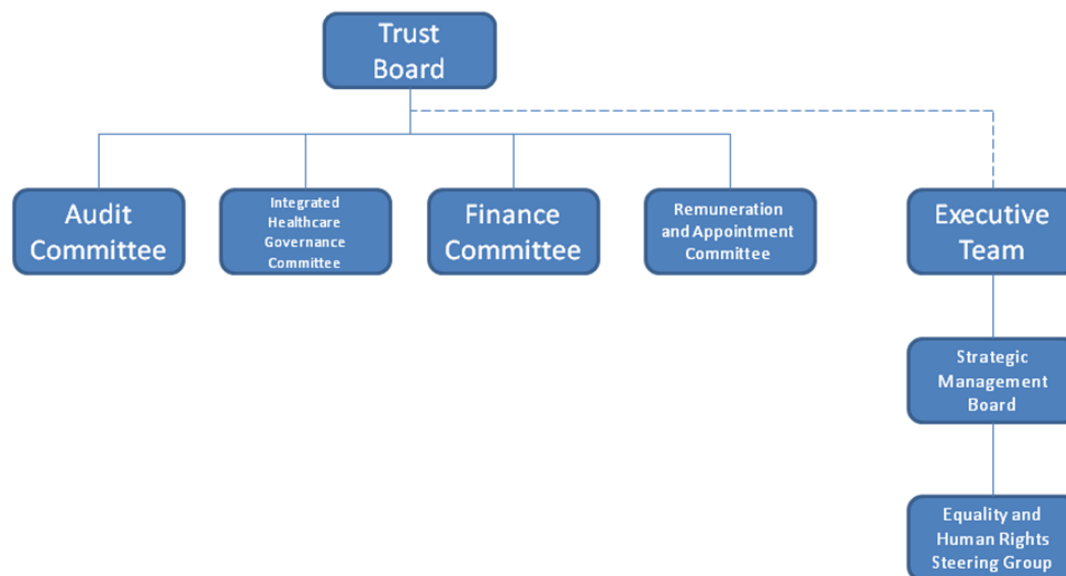 Trust
Board
Audit
Committee
Integrated
Healthcare
Governance
Committee
Finance
Committee
Remuneration
and Appointment
Committee
Executive
Team
Strategic
Management
Board
Equality and
Human Rights
Steering Group